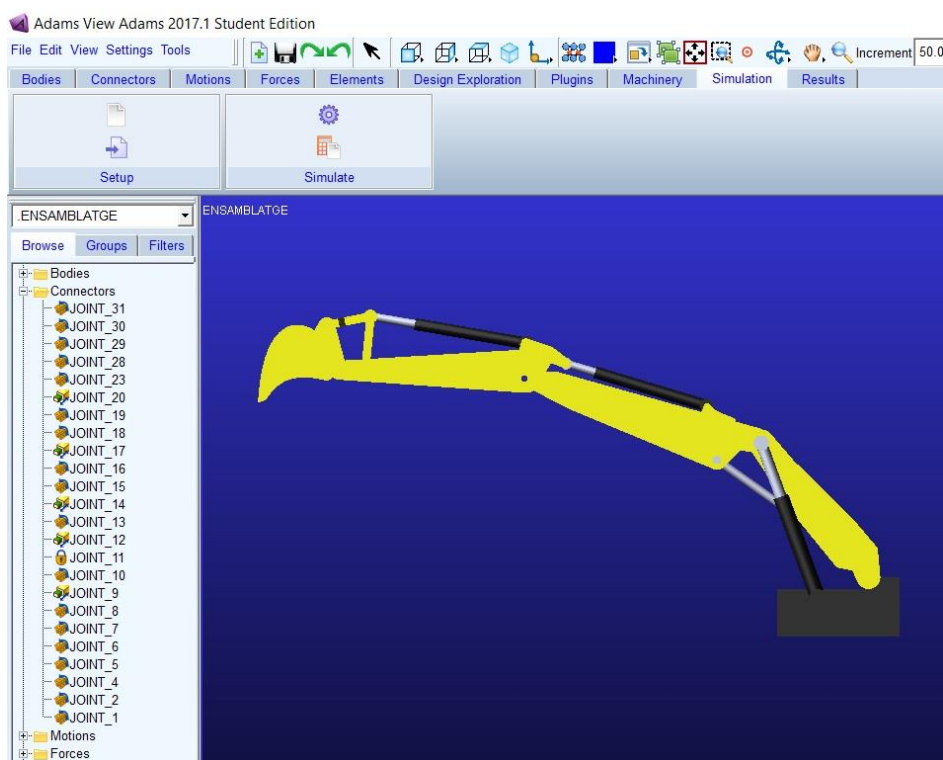 Adams View Adams 2017.1 Student Edition
File Edit View Settings Tools
Increment 50.0
Bodies Connectors Motions Forces Elements Design Exploration Plugins Machinery Simulation Results
Setup Simulate
.ENSAMBLATGE
ENSAMBLATGE
Browse Groups Filters
Bodies
Connectors
JOINT_31
JOINT_30
JOINT_29
JOINT_28
JOINT_23
JOINT_20
JOINT_19
JOINT_18
JOINT_17
JOINT_16
JOINT_15
JOINT_14
JOINT_13
JOINT_12
JOINT_11
JOINT_10
JOINT_9
JOINT_8
JOINT_7
JOINT_6
JOINT_5
JOINT_4
JOINT_2
JOINT_1
Motions
Forces